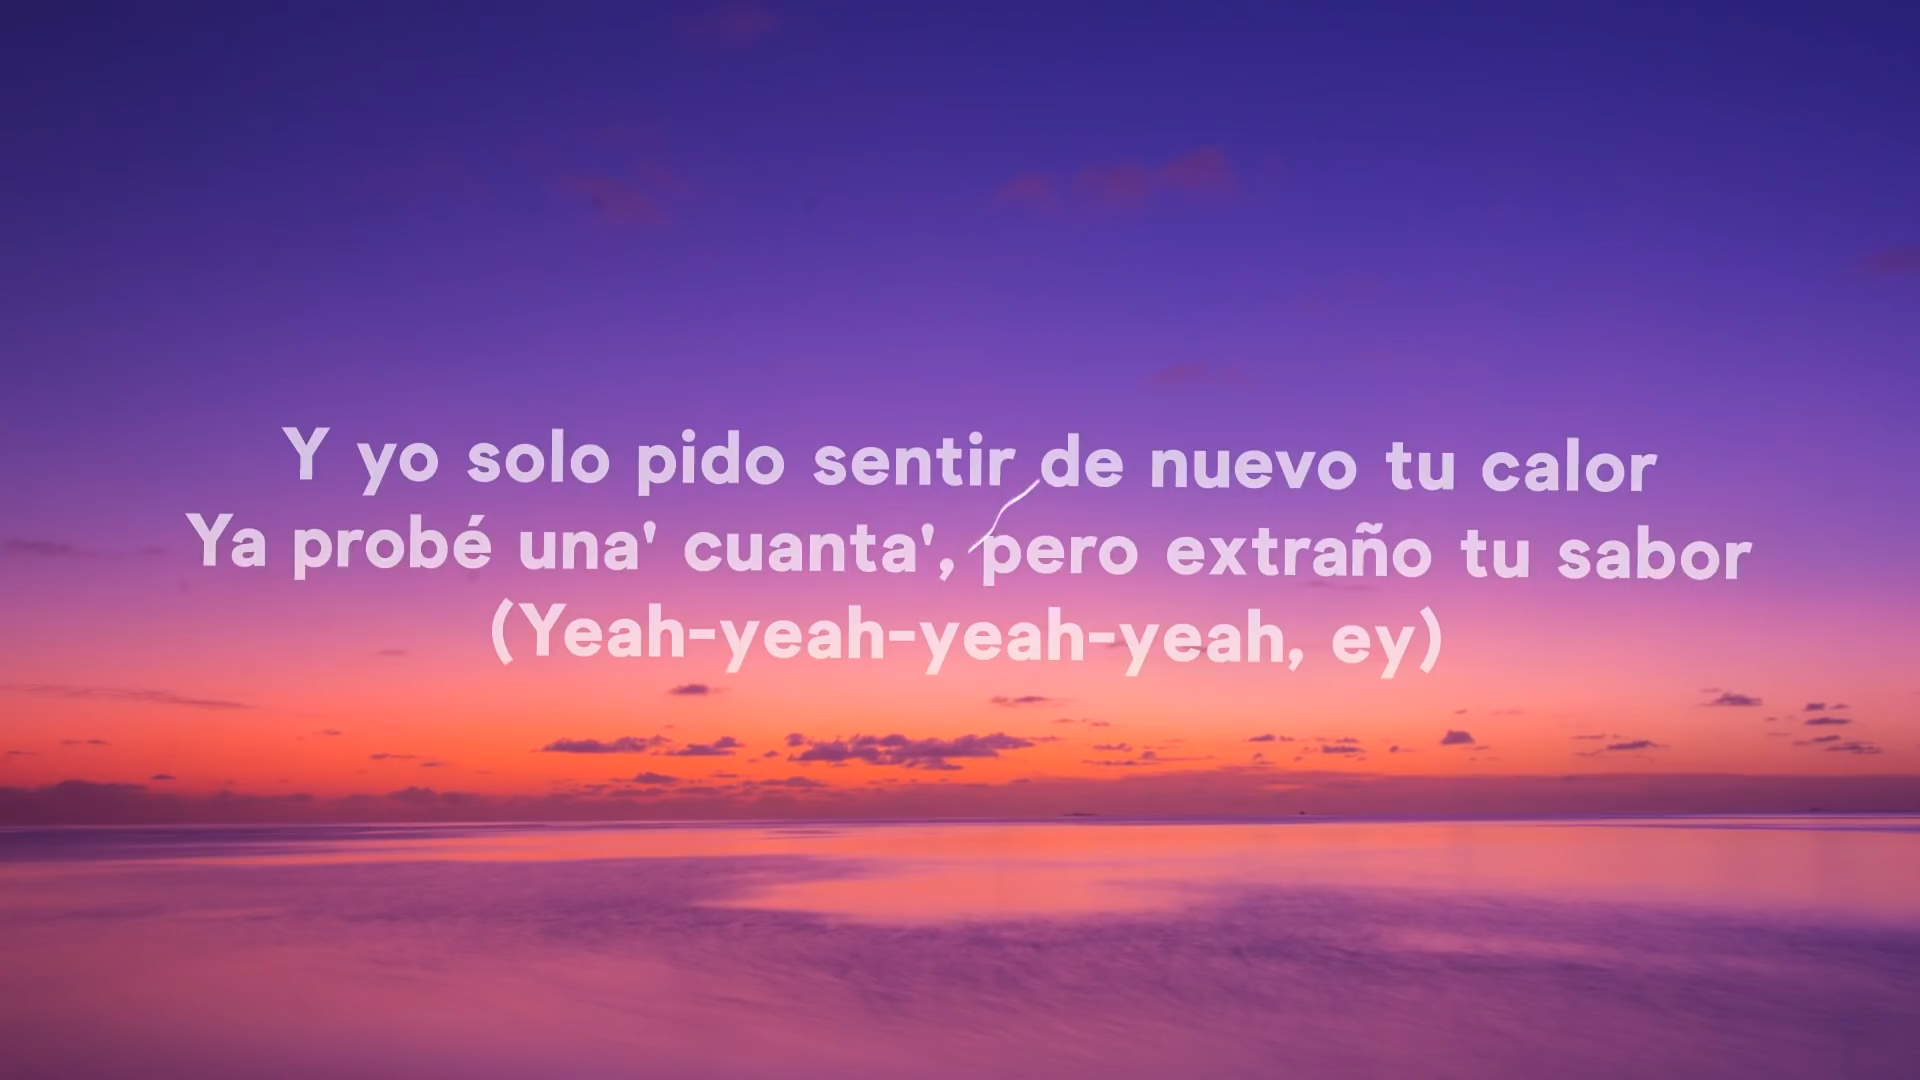 Y yo solo pido sentir de nuevo tu calor
Ya probé una' cuanta', pero extraño tu sabor
(Yeah-yeah-yeah-yeah, ey)